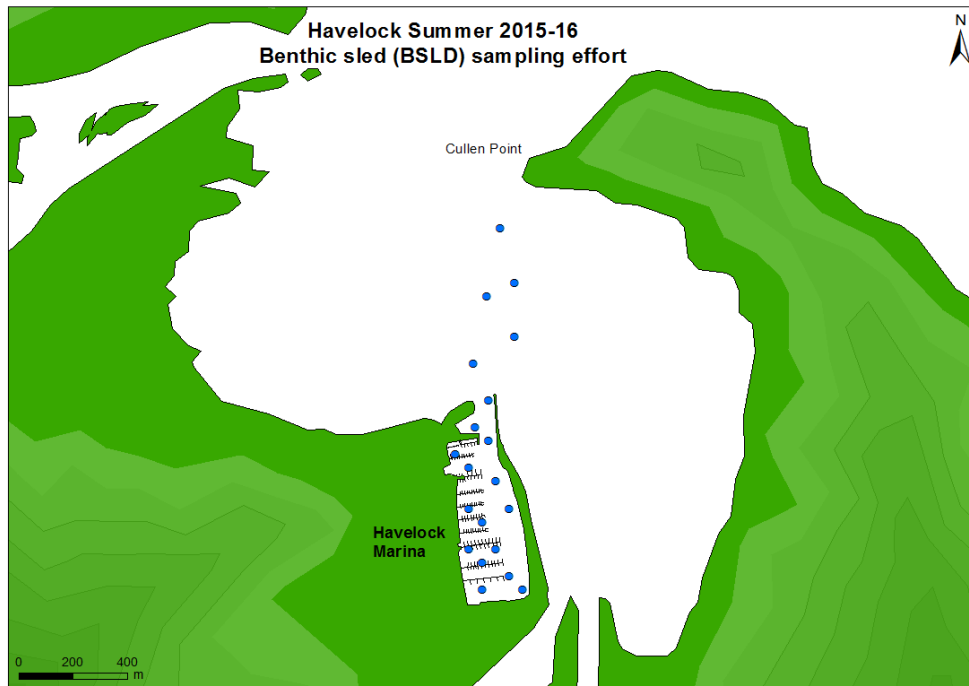 Havelock Summer 2015-16
Benthic sled (BSLD) sampling effort
N
Cullen Point
Havelock
Marina
0 200 400
m